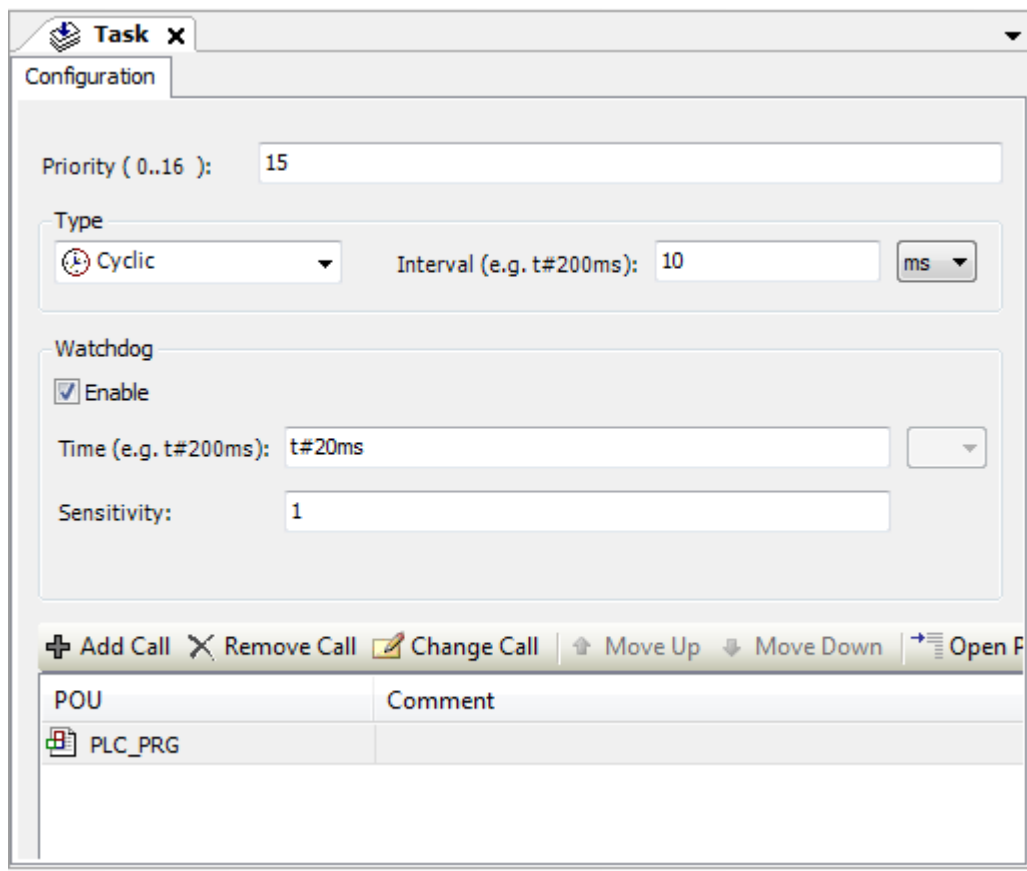 Task
Configuration
Priority ( 0..16 ): 15
Type
Cyclic Interval (e.g. t#200ms): 10 ms
Watchdog
Enable
Time (e.g. t#200ms): t#20ms
Sensitivity: 1
Add Call Remove Call Change Call Move Up Move Down Open P
POU Comment
PLC_PRG